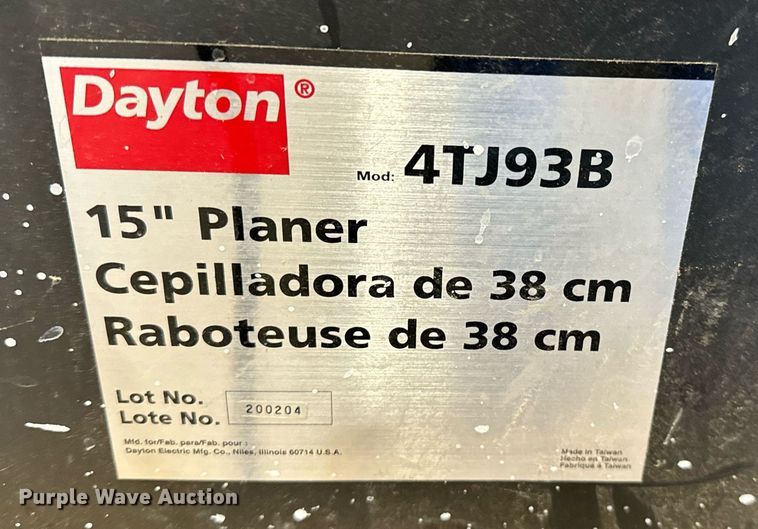 Dayton®
Mod: 4TJ93B
15" Planer
Cepilladora de 38 cm
Raboteuse de 38 cm
Lot No.
Lote No. 200204
Mfd. for/Fab. para/Fab. pour :
Dayton Electric Mfg. Co., Niles, Illinois 60714 U.S.A.
Made in Taiwan
Hecho en Taiwan
Fabriqué à Taiwan
Purple Wave Auction